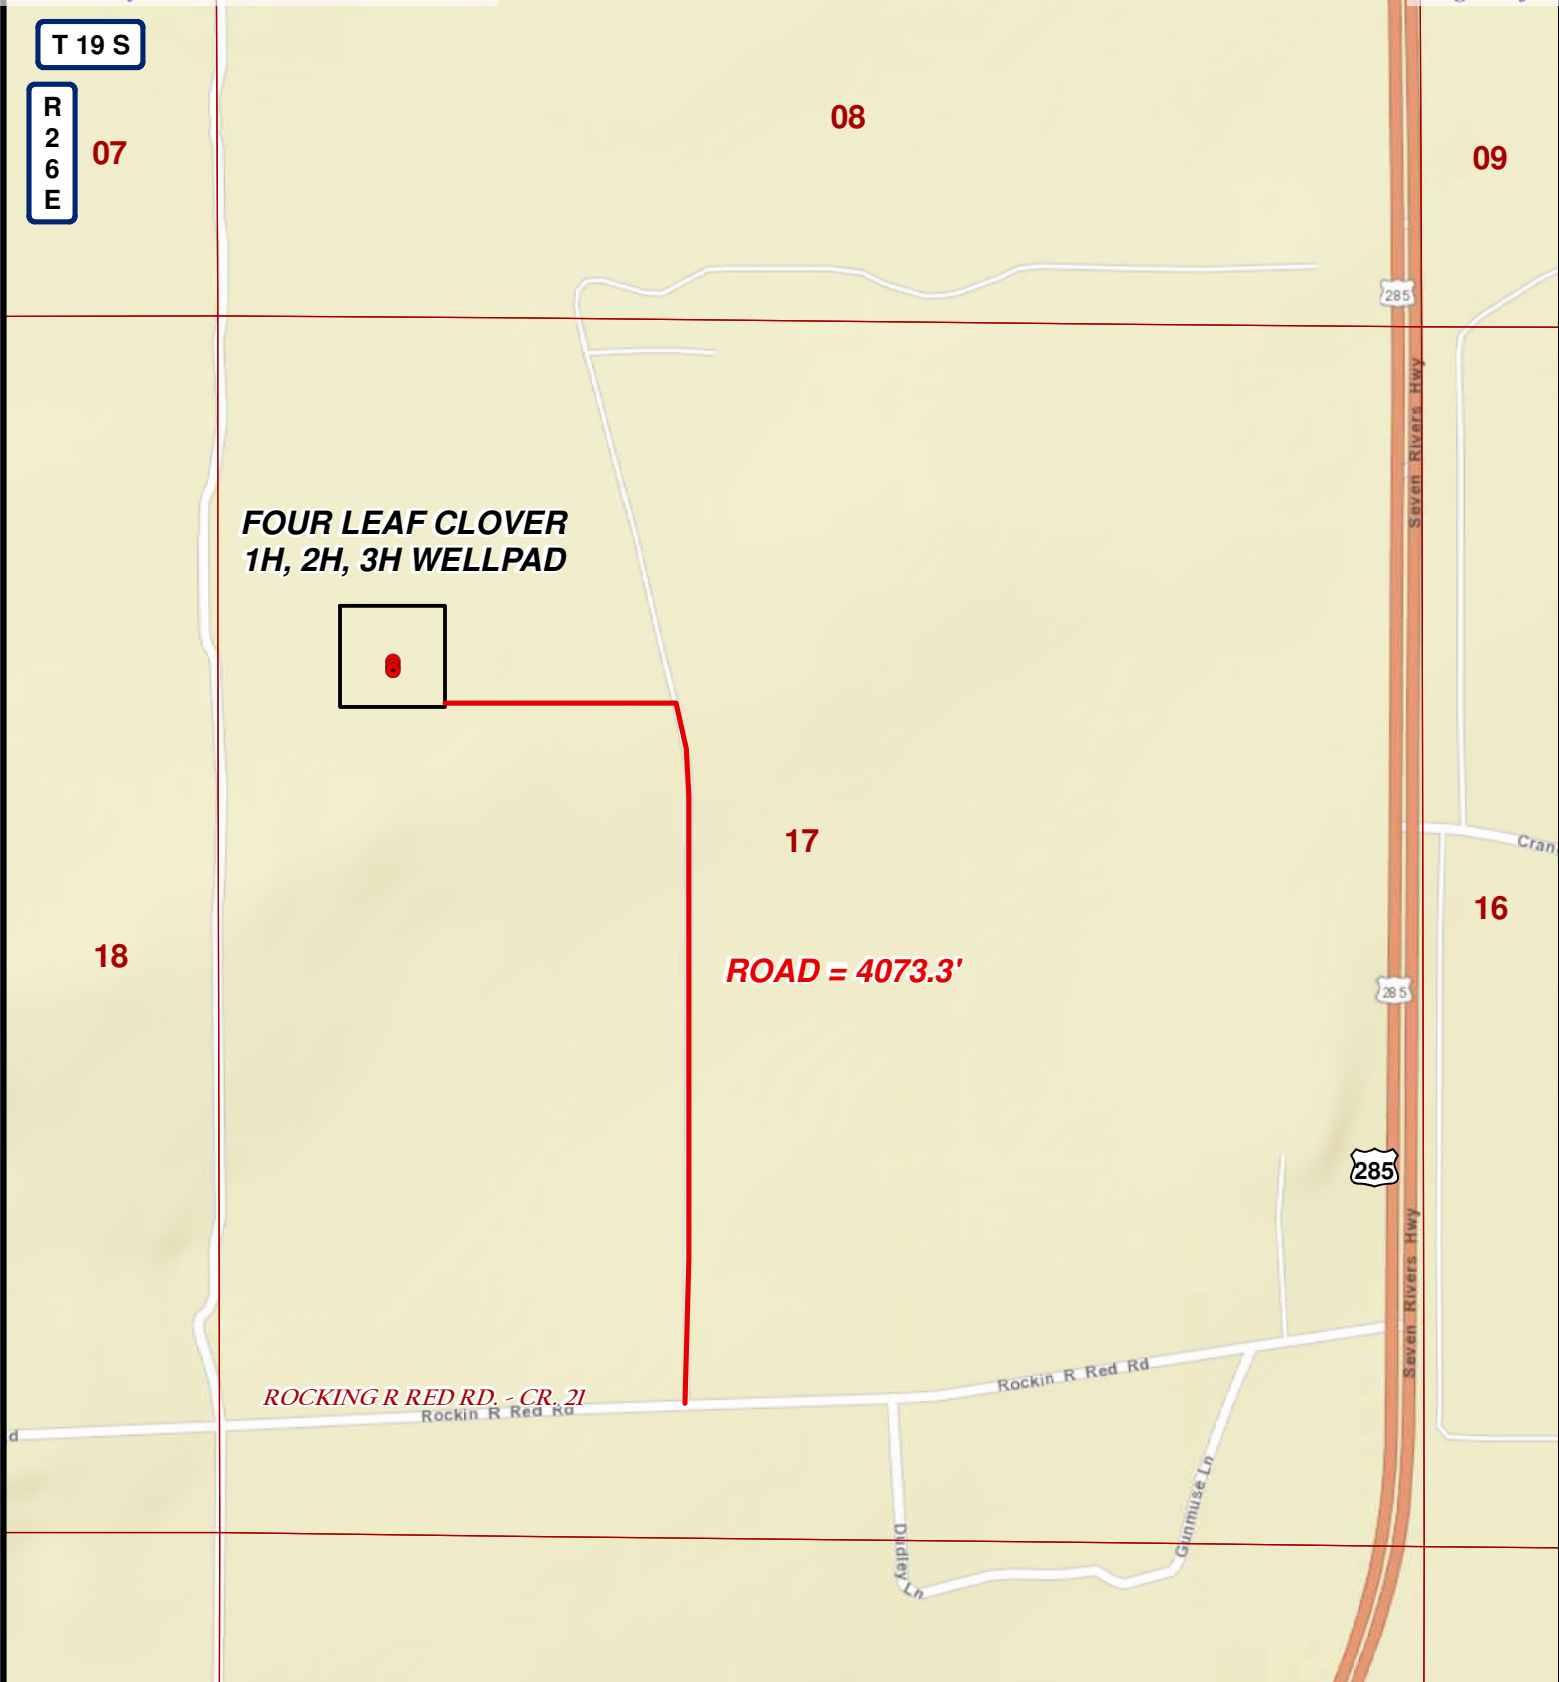 T 19 S
R
2
6
E
07
08
09
285
Seven Rivers Hwy
FOUR LEAF CLOVER
1H, 2H, 3H WELLPAD
17
Cran
16
18
ROAD = 4073.3'
285
285
Seven Rivers Hwy
Rockin R Red Rd
ROCKING R RED RD. - CR. 21
Rockin R Red Rd
d
Gunmuse Ln
Dudley Ln